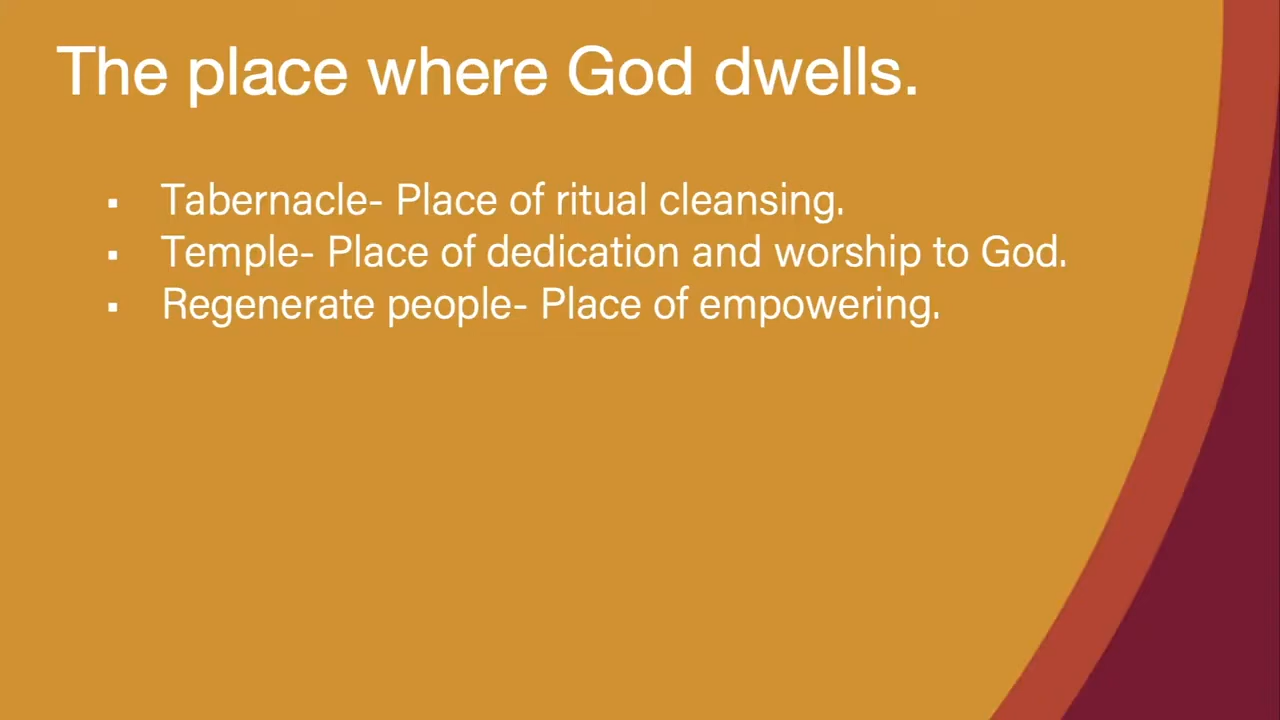 The place where God dwells.
▪ Tabernacle- Place of ritual cleansing.
▪ Temple- Place of dedication and worship to God.
▪ Regenerate people- Place of empowering.